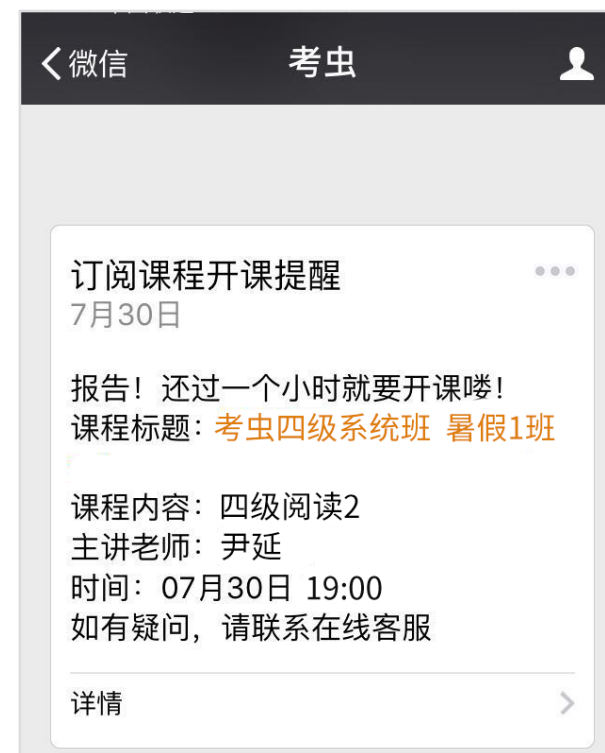 微信
考虫
订阅课程开课提醒
7月30日
报告！还过一个小时就要开课喽！
课程标题：考虫四级系统班 暑假1班
课程内容：四级阅读2
主讲老师：尹延
时间：07月30日 19:00
如有疑问，请联系在线客服
详情